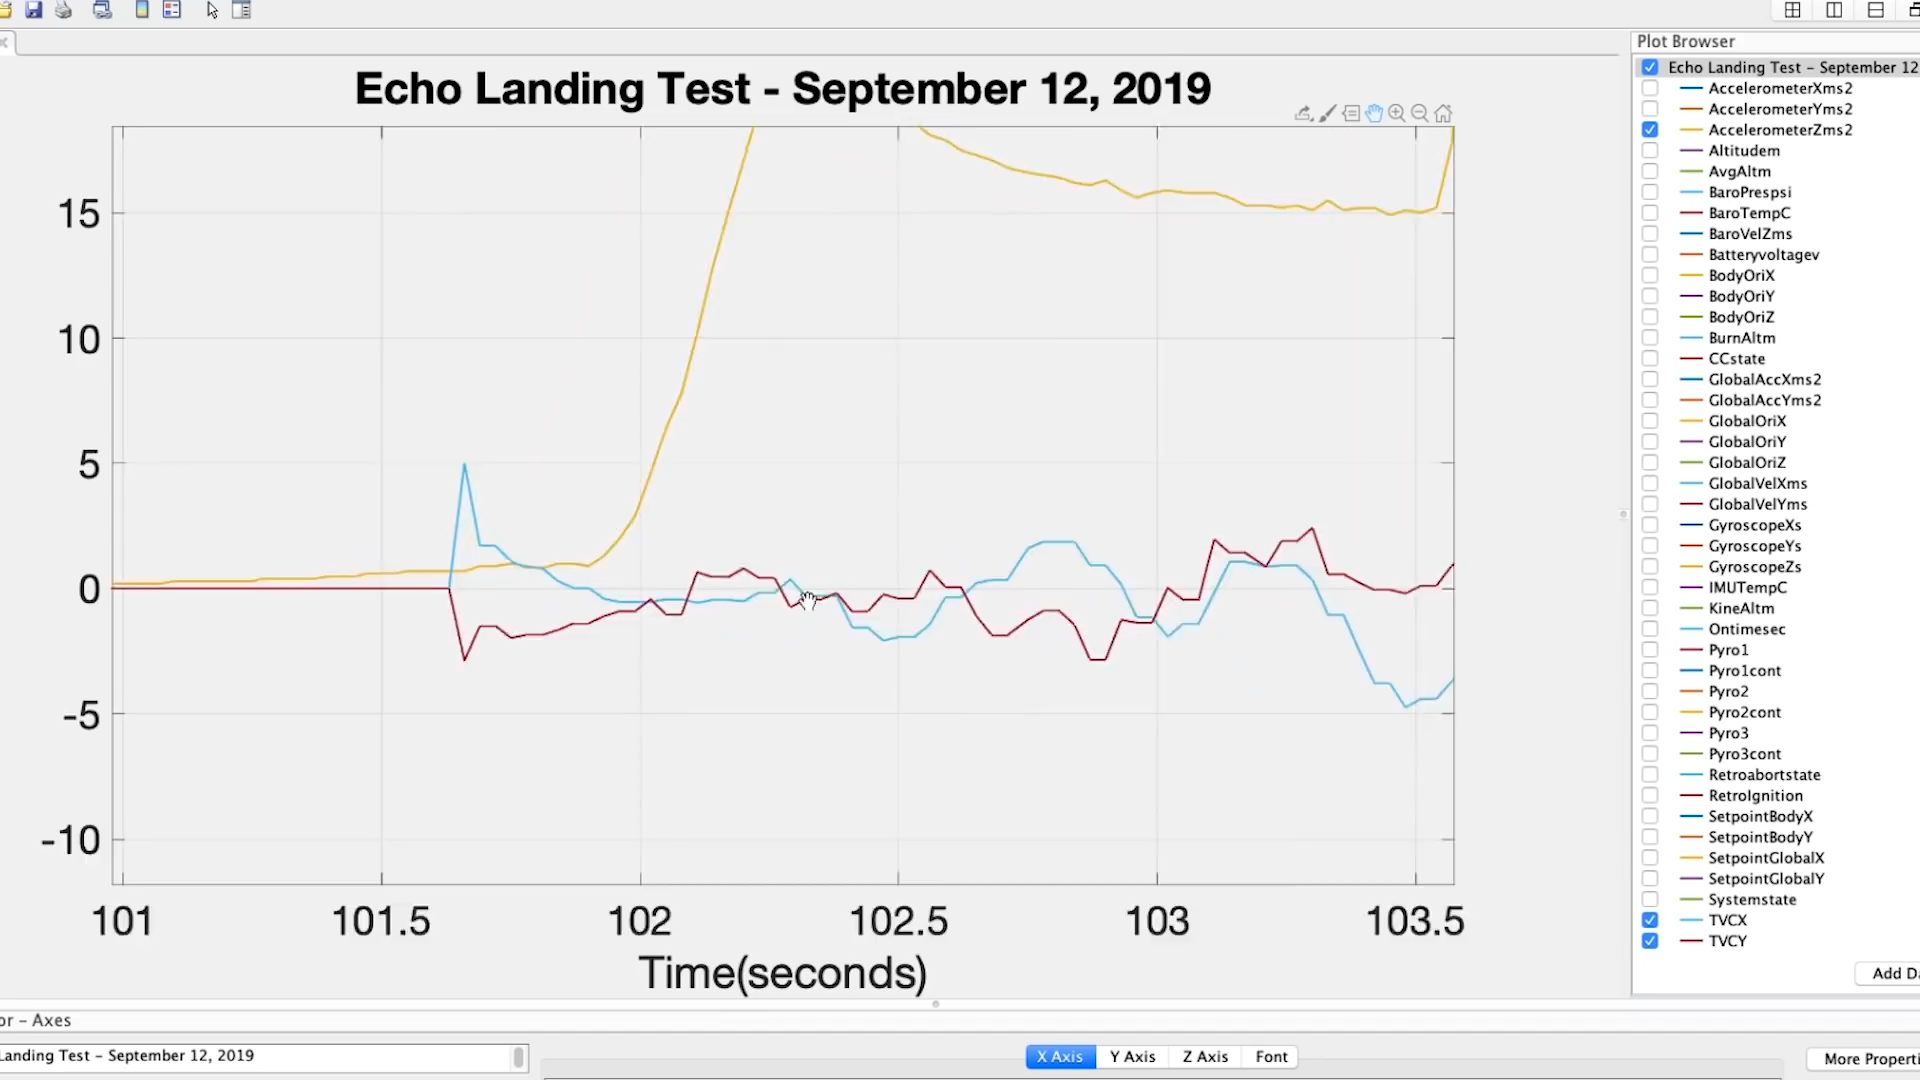 Plot Browser
Echo Landing Test - September 12, 2019
Echo Landing Test - September 12
AccelerometerXms2
AccelerometerYms2
AccelerometerZms2
Altitudem
AvgAltm
BaroPrespsi
BaroTempC
BaroVelZms
Batteryvoltagev
BodyOriX
BodyOriY
BodyOriZ
BurnAltm
CCstate
GlobalAccXms2
GlobalAccYms2
GlobalOriX
GlobalOriY
GlobalOriZ
GlobalVelXms
GlobalVelYms
GyroscopeXs
GyroscopeYs
GyroscopeZs
IMUTempC
KineAltm
Ontimesec
Pyro1
Pyro1cont
Pyro2
Pyro2cont
Pyro3
Pyro3cont
Retroabortstate
RetroIgnition
SetpointBodyX
SetpointBodyY
SetpointGlobalX
SetpointGlobalY
Systemstate
TVCX
TVCY
15
10
5
0
-5
-10
101 101.5 102 102.5 103 103.5
Time(seconds)
Add Da
or - Axes
Landing Test - September 12, 2019
X Axis Y Axis Z Axis Font
More Properti